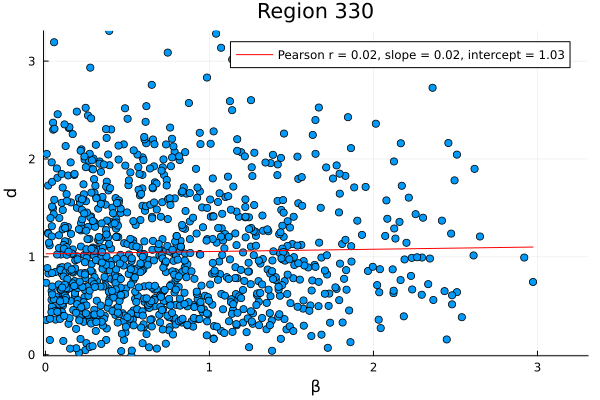 Region 330
Pearson r = 0.02, slope = 0.02, intercept = 1.03
3
2
d
1
0
0 1 2 3
β